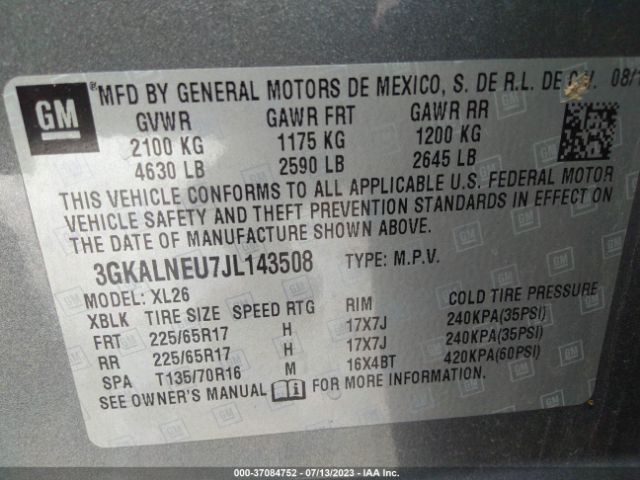 GM
MFD BY GENERAL MOTORS DE MEXICO, S. DE R.L. DE C.V. 08/
GVWR GAWR FRT GAWR RR
2100 KG 1175 KG 1200 KG
4630 LB 2590 LB 2645 LB
THIS VEHICLE CONFORMS TO ALL APPLICABLE U.S. FEDERAL MOTOR
VEHICLE SAFETY AND THEFT PREVENTION STANDARDS IN EFFECT ON
THE DATE OF MANUFACTURE SHOWN ABOVE.
3GKALNEU7JL143508 TYPE: M.P.V.
MODEL: XL26
XBLK TIRE SIZE SPEED RTG RIM COLD TIRE PRESSURE
FRT 225/65R17 H 17X7J 240KPA(35PSI)
RR 225/65R17 H 17X7J 240KPA(35PSI)
SPA T135/70R16 M 16X4BT 420KPA(60PSI)
SEE OWNER'S MANUAL FOR MORE INFORMATION.
000-37084752 - 07/13/2023 - IAA Inc.